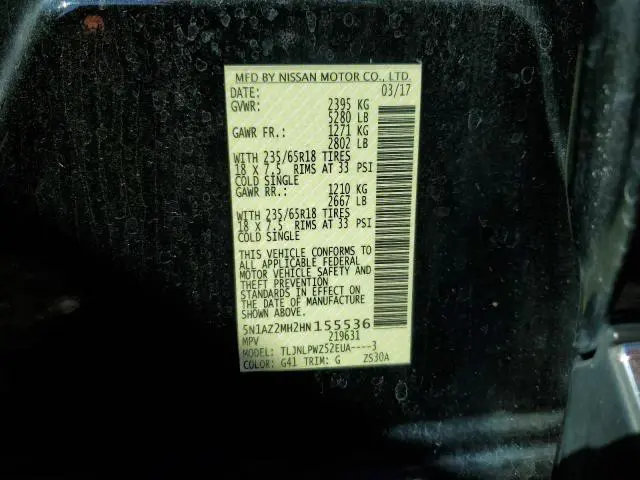 MFD BY NISSAN MOTOR CO., LTD.
DATE: 03/17
GVWR: 2395 KG
5280 LB
GAWR FR.: 1271 KG
2802 LB
WITH 235/65R18 TIRES
18 X 7.5 RIMS AT 33 PSI
COLD SINGLE
GAWR RR.: 1210 KG
2667 LB
WITH 235/65R18 TIRES
18 X 7.5 RIMS AT 33 PSI
COLD SINGLE
THIS VEHICLE CONFORMS TO
ALL APPLICABLE FEDERAL
MOTOR VEHICLE SAFETY AND
THEFT PREVENTION
STANDARDS IN EFFECT ON
THE DATE OF MANUFACTURE
SHOWN ABOVE.
5N1AZ2MH2HN155536
MPV 219631
MODEL: TLJNLPWZ52EUA----3
COLOR: G41 TRIM: G ZS30A